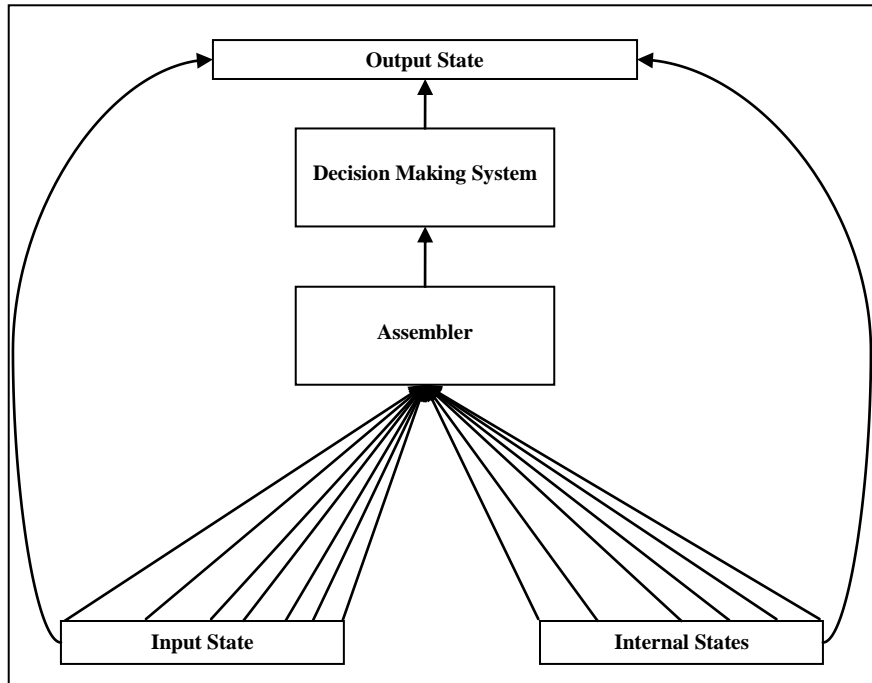 Output State
Decision Making System
Assembler
Input State
Internal States